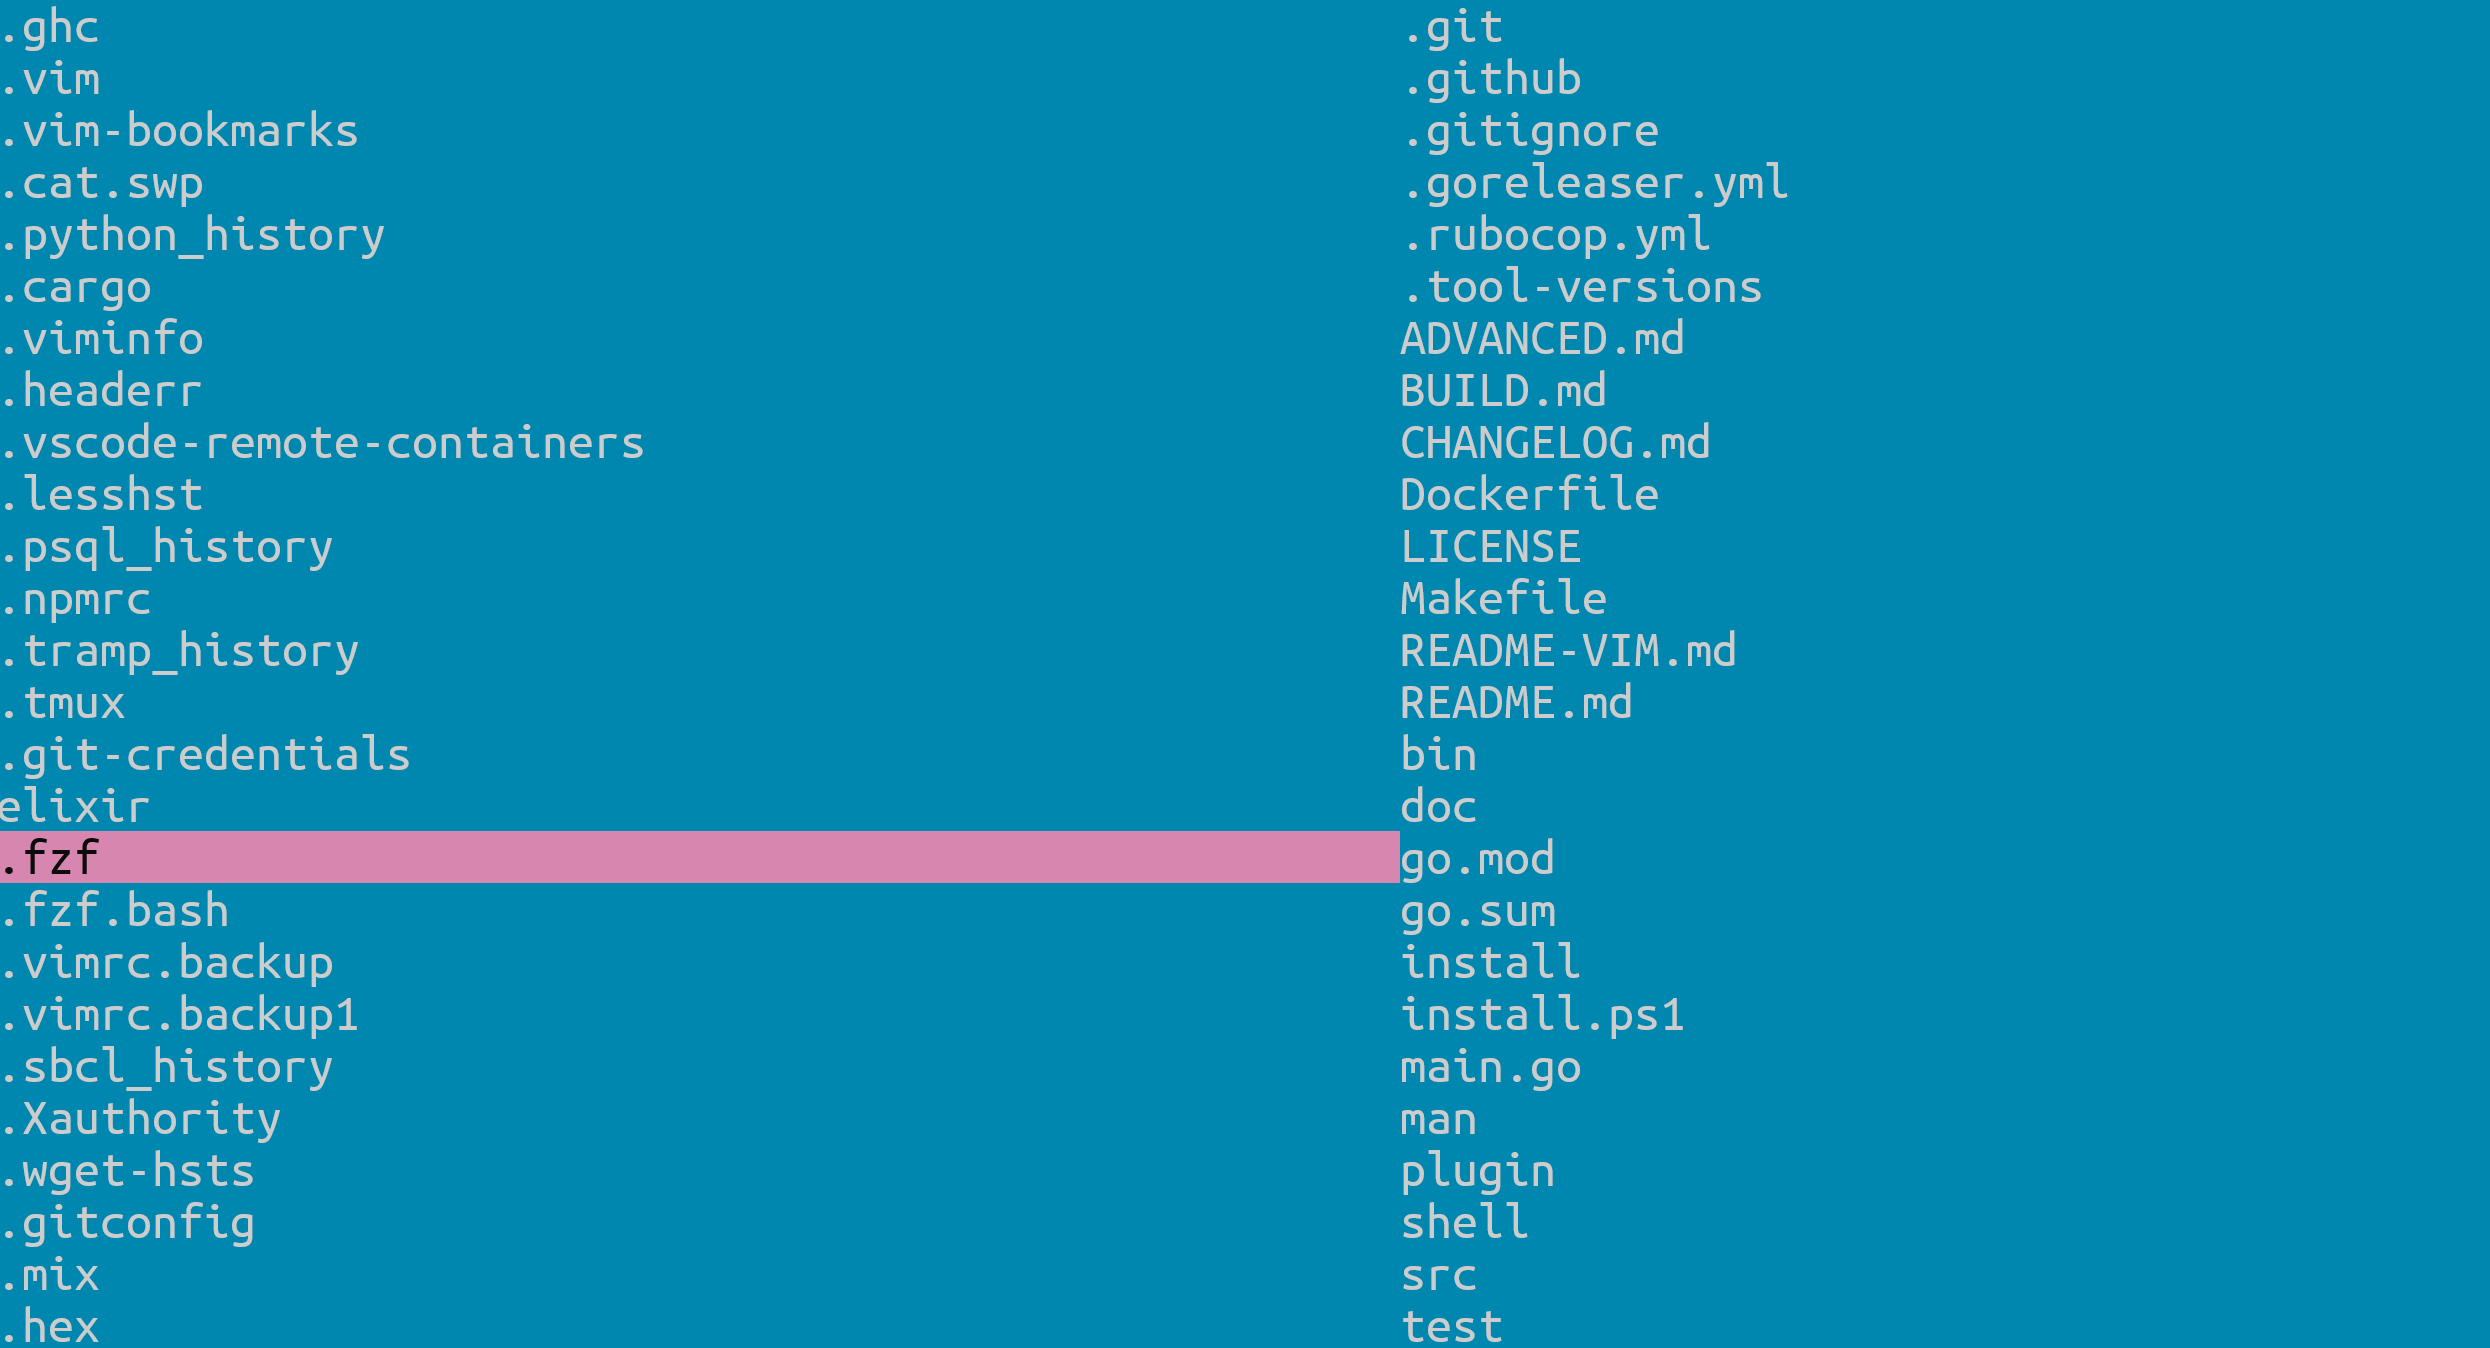 .ghc
.vim
.vim-bookmarks
.cat.swp
.python_history
.cargo
.viminfo
.headerr
.vscode-remote-containers
.lesshst
.psql_history
.npmrc
.tramp_history
.tmux
.git-credentials
elixir
.fzf
.fzf.bash
.vimrc.backup
.vimrc.backup1
.sbcl_history
.Xauthority
.wget-hsts
.gitconfig
.mix
.hex
.git
.github
.gitignore
.goreleaser.yml
.rubocop.yml
.tool-versions
ADVANCED.md
BUILD.md
CHANGELOG.md
Dockerfile
LICENSE
Makefile
README-VIM.md
README.md
bin
doc
go.mod
go.sum
install
install.ps1
main.go
man
plugin
shell
src
test